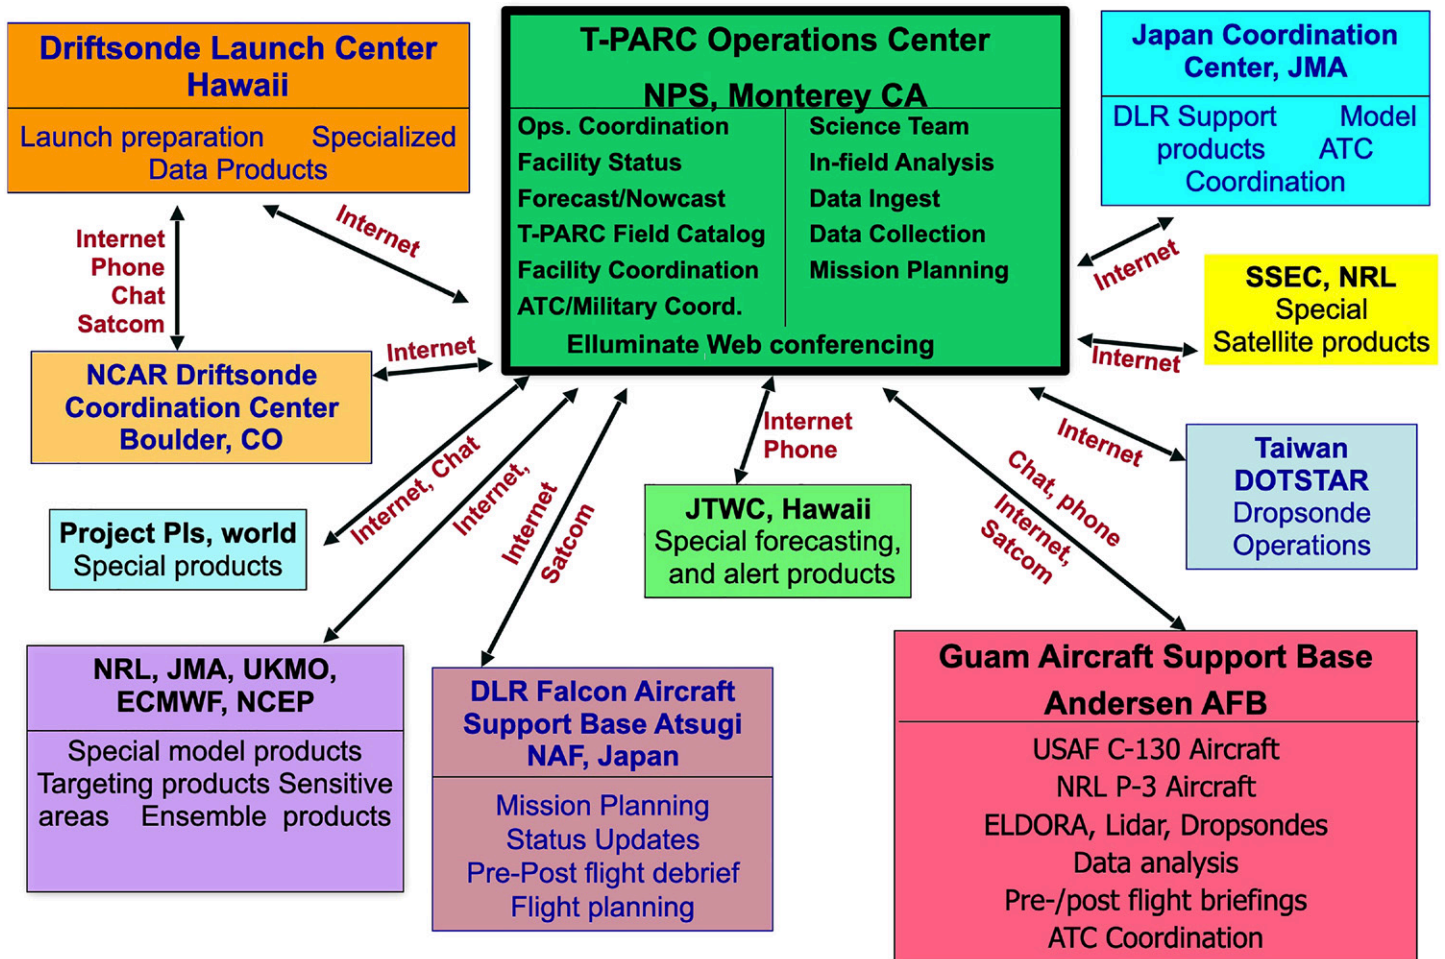 Driftsonde Launch Center
Hawaii
Launch preparation Specialized
Data Products
T-PARC Operations Center
NPS, Monterey CA
Ops. Coordination
Facility Status
Forecast/Nowcast
T-PARC Field Catalog
Facility Coordination
ATC/Military Coord.
Science Team
In-field Analysis
Data Ingest
Data Collection
Mission Planning
Elluminate Web conferencing
Japan Coordination
Center, JMA
DLR Support Model
products ATC
Coordination
Internet
Phone
Chat
Satcom
Internet
Internet
SSEC, NRL
Special
Satellite products
Internet
NCAR Driftsonde
Coordination Center
Boulder, CO
Internet
Internet, Chat
Internet,
Internet
Satcom
Internet
Phone
Chat, phone
Internet,
Satcom
Internet
Taiwan
DOTSTAR
Dropsonde
Operations
Project PIs, world
Special products
JTWC, Hawaii
Special forecasting,
and alert products
NRL, JMA, UKMO,
ECMWF, NCEP
Special model products
Targeting products Sensitive
areas Ensemble products
DLR Falcon Aircraft
Support Base Atsugi
NAF, Japan
Mission Planning
Status Updates
Pre-Post flight debrief
Flight planning
Guam Aircraft Support Base
Andersen AFB
USAF C-130 Aircraft
NRL P-3 Aircraft
ELDORA, Lidar, Dropsondes
Data analysis
Pre-/post flight briefings
ATC Coordination